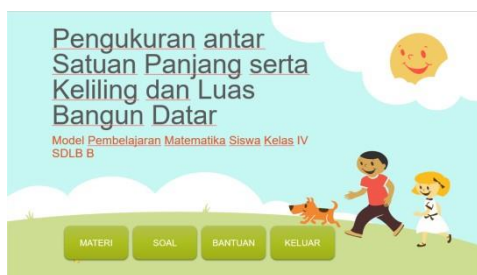 Pengukuran antar
Satuan Panjang serta
Keliling dan Luas
Bangun Datar
Model Pembelajaran Matematika Siswa Kelas IV
SDLB B
MATERI SOAL BANTUAN KELUAR